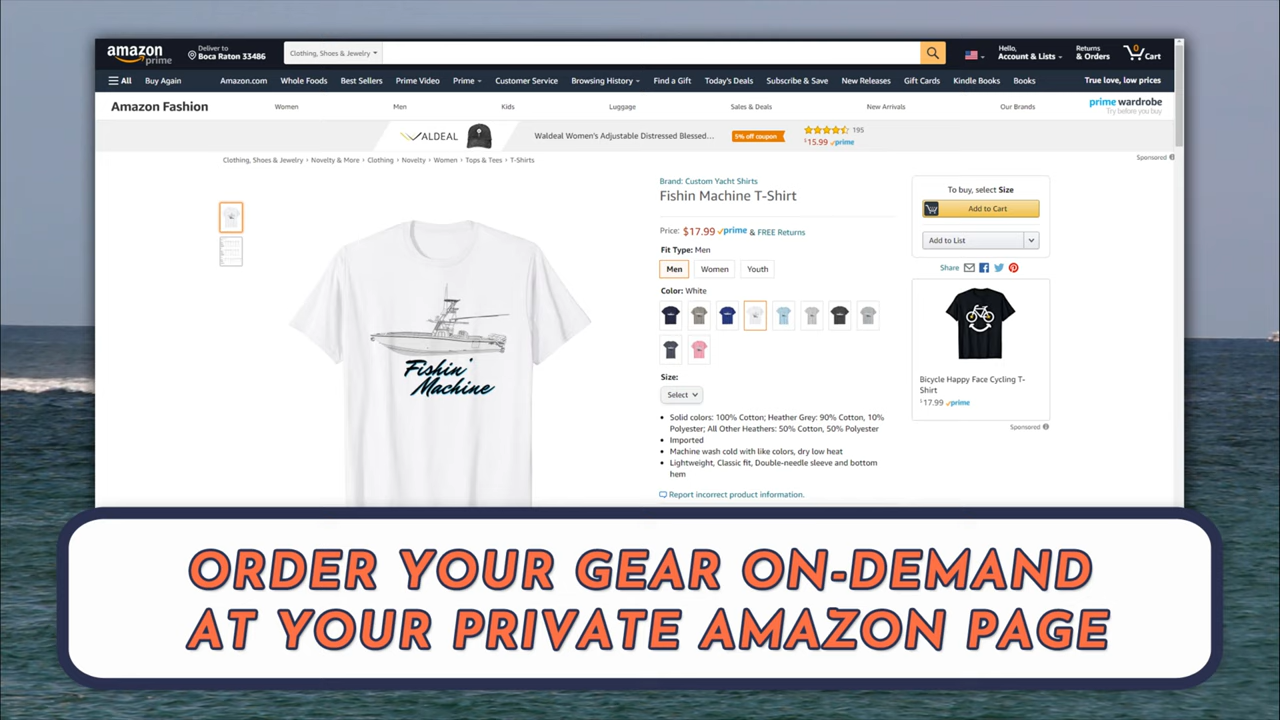 amazon
prime
Deliver to
Boca Raton 33486
Clothing, Shoes & Jewelry
Hello,
Account & Lists
Returns
& Orders
0
Cart
All Buy Again Amazon.com Whole Foods Best Sellers Prime Video Prime Customer Service Browsing History Find a Gift Today's Deals Subscribe & Save New Releases Gift Cards Kindle Books Books True love, low prices
Amazon Fashion Women Men Kids Luggage Sales & Deals New Arrivals Our Brands prime wardrobe
Try before you buy
WALDEAL Waldeal Women's Adjustable Distressed Blessed... 5% off coupon 195
$15.99 prime
Clothing, Shoes & Jewelry › Novelty & More › Clothing › Novelty › Women › Tops & Tees › T-Shirts
Sponsored
Brand: Custom Yacht Shirts
Fishin Machine T-Shirt
Price: $17.99 prime & FREE Returns
Fit Type: Men
Men Women Youth
Color: White
Size:
Select
• Solid colors: 100% Cotton; Heather Grey: 90% Cotton, 10%
Polyester; All Other Heathers: 50% Cotton, 50% Polyester
• Imported
• Machine wash cold with like colors, dry low heat
• Lightweight, Classic fit, Double-needle sleeve and bottom
hem
Report incorrect product information.
To buy, select Size
Add to Cart
Add to List
Share
Bicycle Happy Face Cycling T-
Shirt
$17.99 prime
Sponsored
Fishin'
Machine
ORDER YOUR GEAR ON-DEMAND
AT YOUR PRIVATE AMAZON PAGE